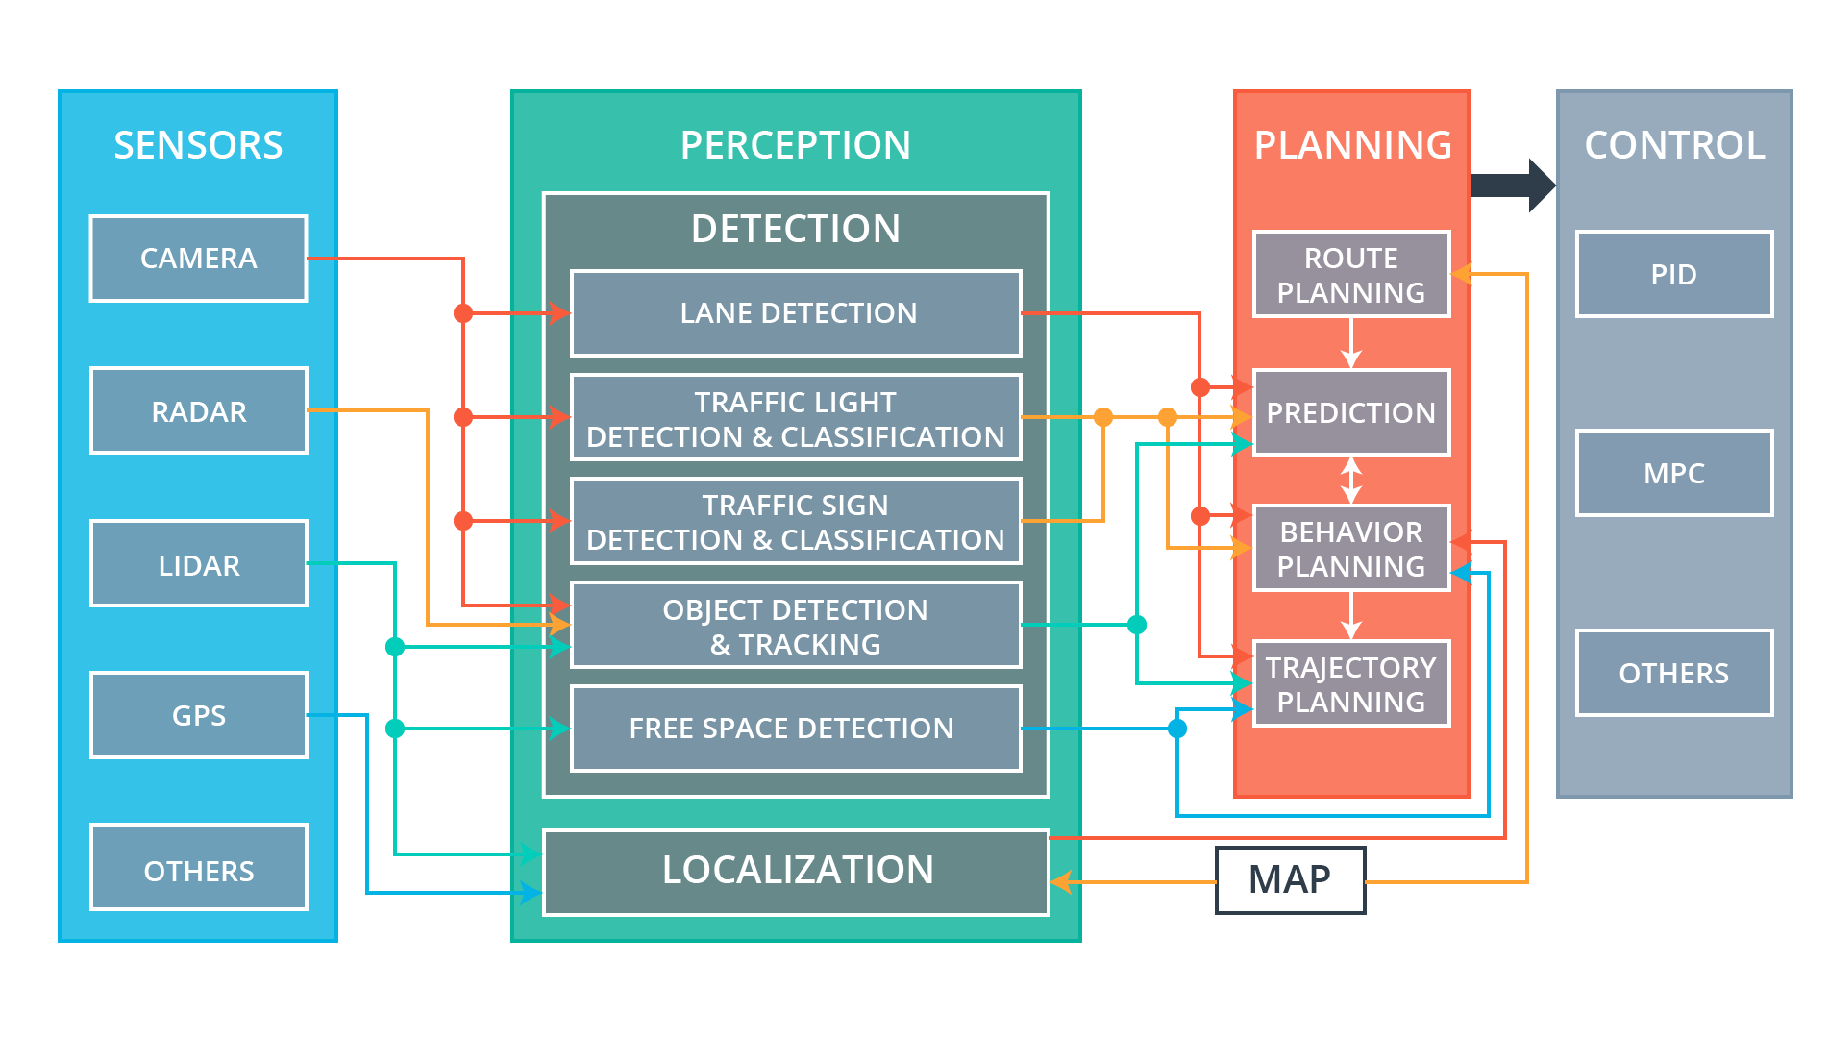 SENSORS
CAMERA
RADAR
LIDAR
GPS
OTHERS
PERCEPTION
DETECTION
LANE DETECTION
TRAFFIC LIGHT
DETECTION & CLASSIFICATION
TRAFFIC SIGN
DETECTION & CLASSIFICATION
OBJECT DETECTION
& TRACKING
FREE SPACE DETECTION
LOCALIZATION
PLANNING
ROUTE
PLANNING
PREDICTION
BEHAVIOR
PLANNING
TRAJECTORY
PLANNING
MAP
CONTROL
PID
MPC
OTHERS